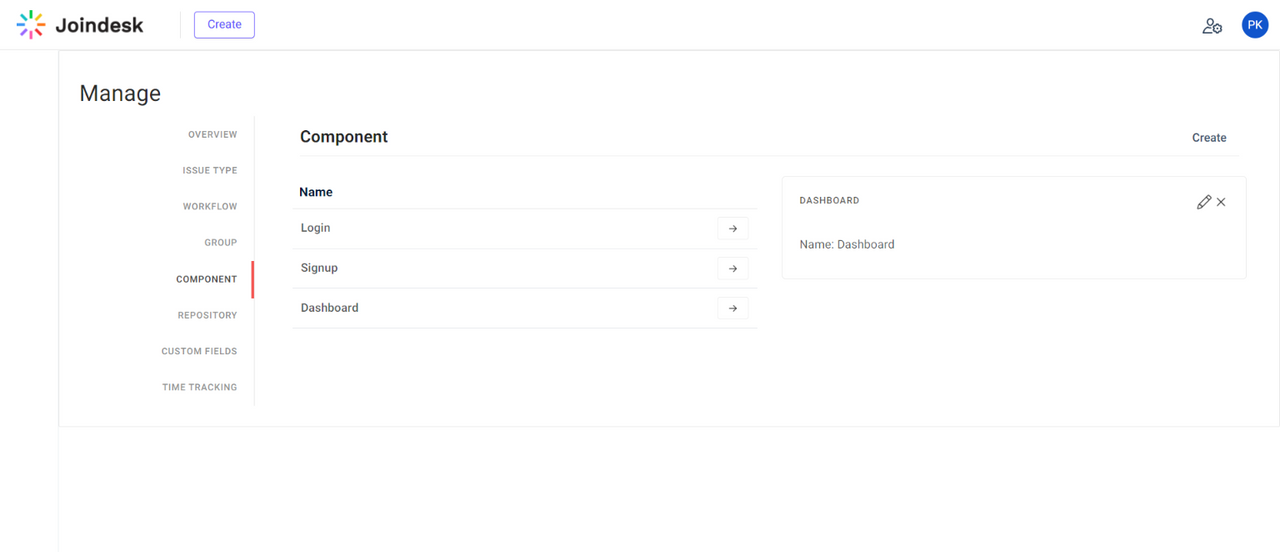 Joindesk
Create
PK
Manage
OVERVIEW
ISSUE TYPE
WORKFLOW
GROUP
COMPONENT
REPOSITORY
CUSTOM FIELDS
TIME TRACKING
Component
Create
Name
Login
Signup
Dashboard
DASHBOARD
Name: Dashboard